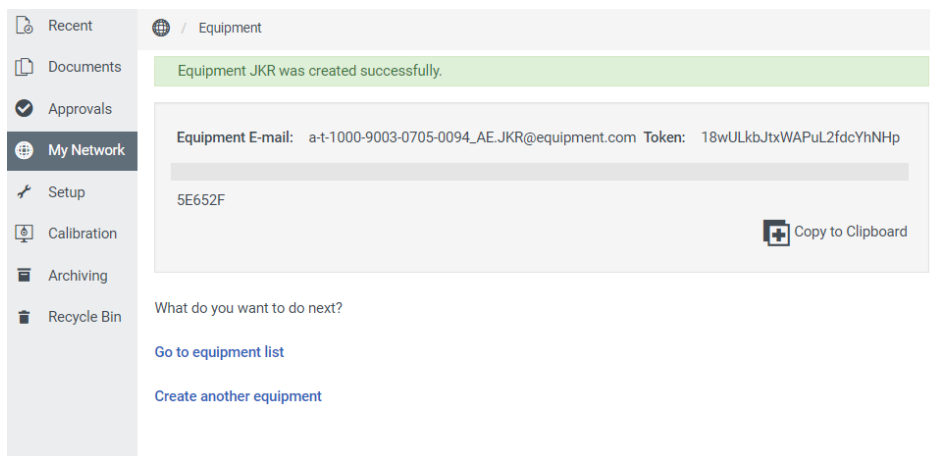 Recent
Documents
Approvals
My Network
Setup
Calibration
Archiving
Recycle Bin
/ Equipment
Equipment JKR was created successfully.
Equipment E-mail: a-t-1000-9003-0705-0094_AE.JKR@equipment.com Token: 18wULkbJtxWAPuL2fdcYhNHp
5E652F
Copy to Clipboard
What do you want to do next?
Go to equipment list
Create another equipment